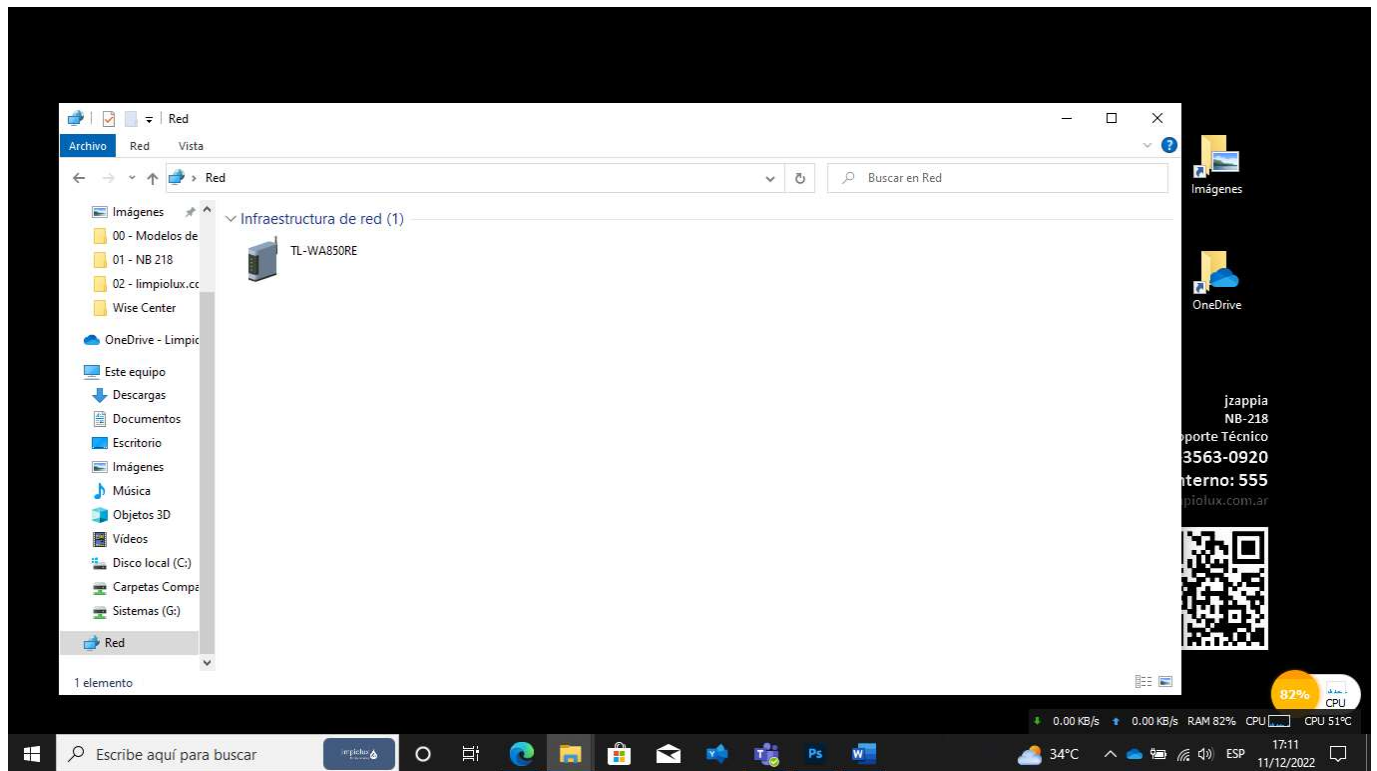 Red
Archivo Red Vista
Red
Buscar en Red
Imágenes
00 - Modelos de
01 - NB 218
02 - limpiolux.cc
Wise Center
OneDrive - Limpic
Este equipo
Descargas
Documentos
Escritorio
Imágenes
Música
Objetos 3D
Vídeos
Disco local (C:)
Carpetas Compa
Sistemas (G:)
Red
1 elemento
Infraestructura de red (1)
TL-WA850RE
Imágenes
OneDrive
jzappia
NB-218
oporte Técnico
3563-0920
nterno: 555
piolux.com.ar
82%
CPU
0.00 KB/s 0.00 KB/s RAM 82% CPU CPU 51ºC
Escribe aquí para buscar
limpiolux
Ps
W
34°C
ESP
17:11
11/12/2022